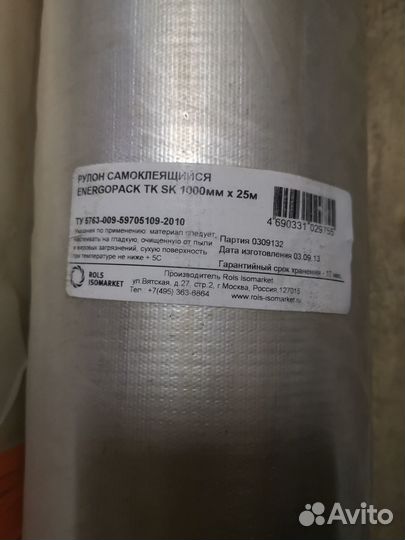 РУЛОН САМОКЛЕЯЩИЙСЯ
ENERGOPACK TK SK 1000мм х 25м
ТУ 5763-009-59705109-2010
4 690331 029755
Указания по применению: материал следует
наклеивать на гладкую, очищенную от пыли
и жировых загрязнений, сухую поверхность
при температуре не ниже + 5С
Партия 0309132
Дата изготовления 03.09.13
Гарантийный срок хранения - мес.
ROLS
ISOMARKET
Производитель Rols Isomarket
ул.Вятская, д.27, стр.2, г.Москва, Россия,127015
Тел.: +7(495) 363-6864
www.rols-isomarket.ru
Avito